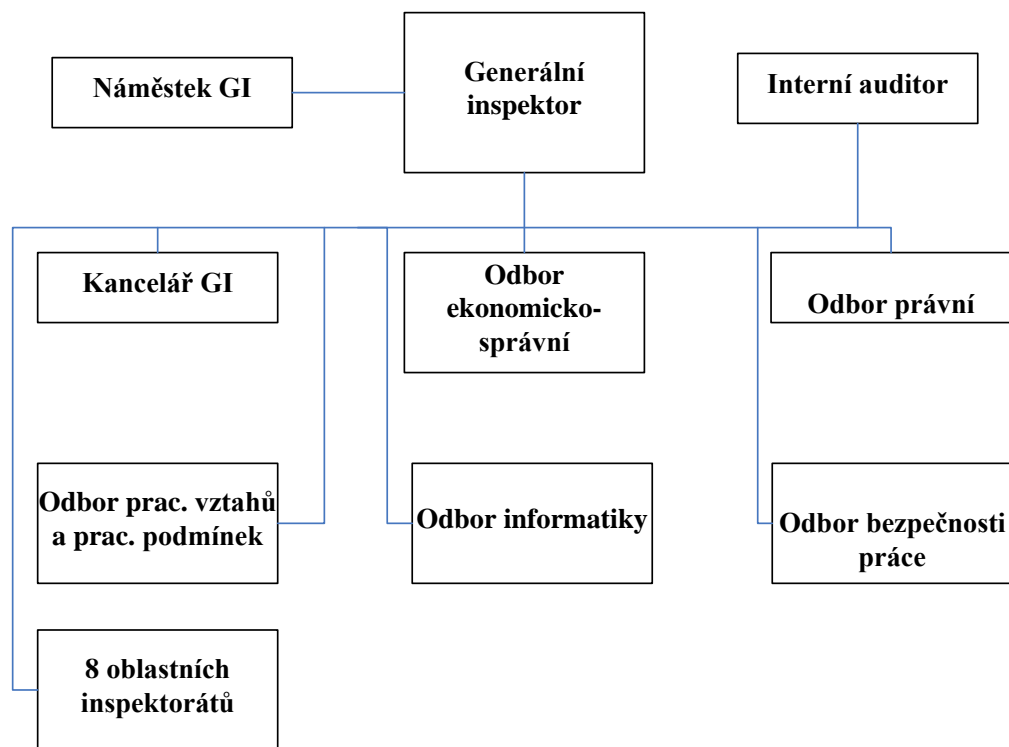 Náměstek GI
Generální
inspektor
Interní auditor
Kancelář GI
Odbor
ekonomicko-
správní
Odbor právní
Odbor prac. vztahů
a prac. podmínek
Odbor informatiky
Odbor bezpečnosti
práce
8 oblastních
inspektorátů